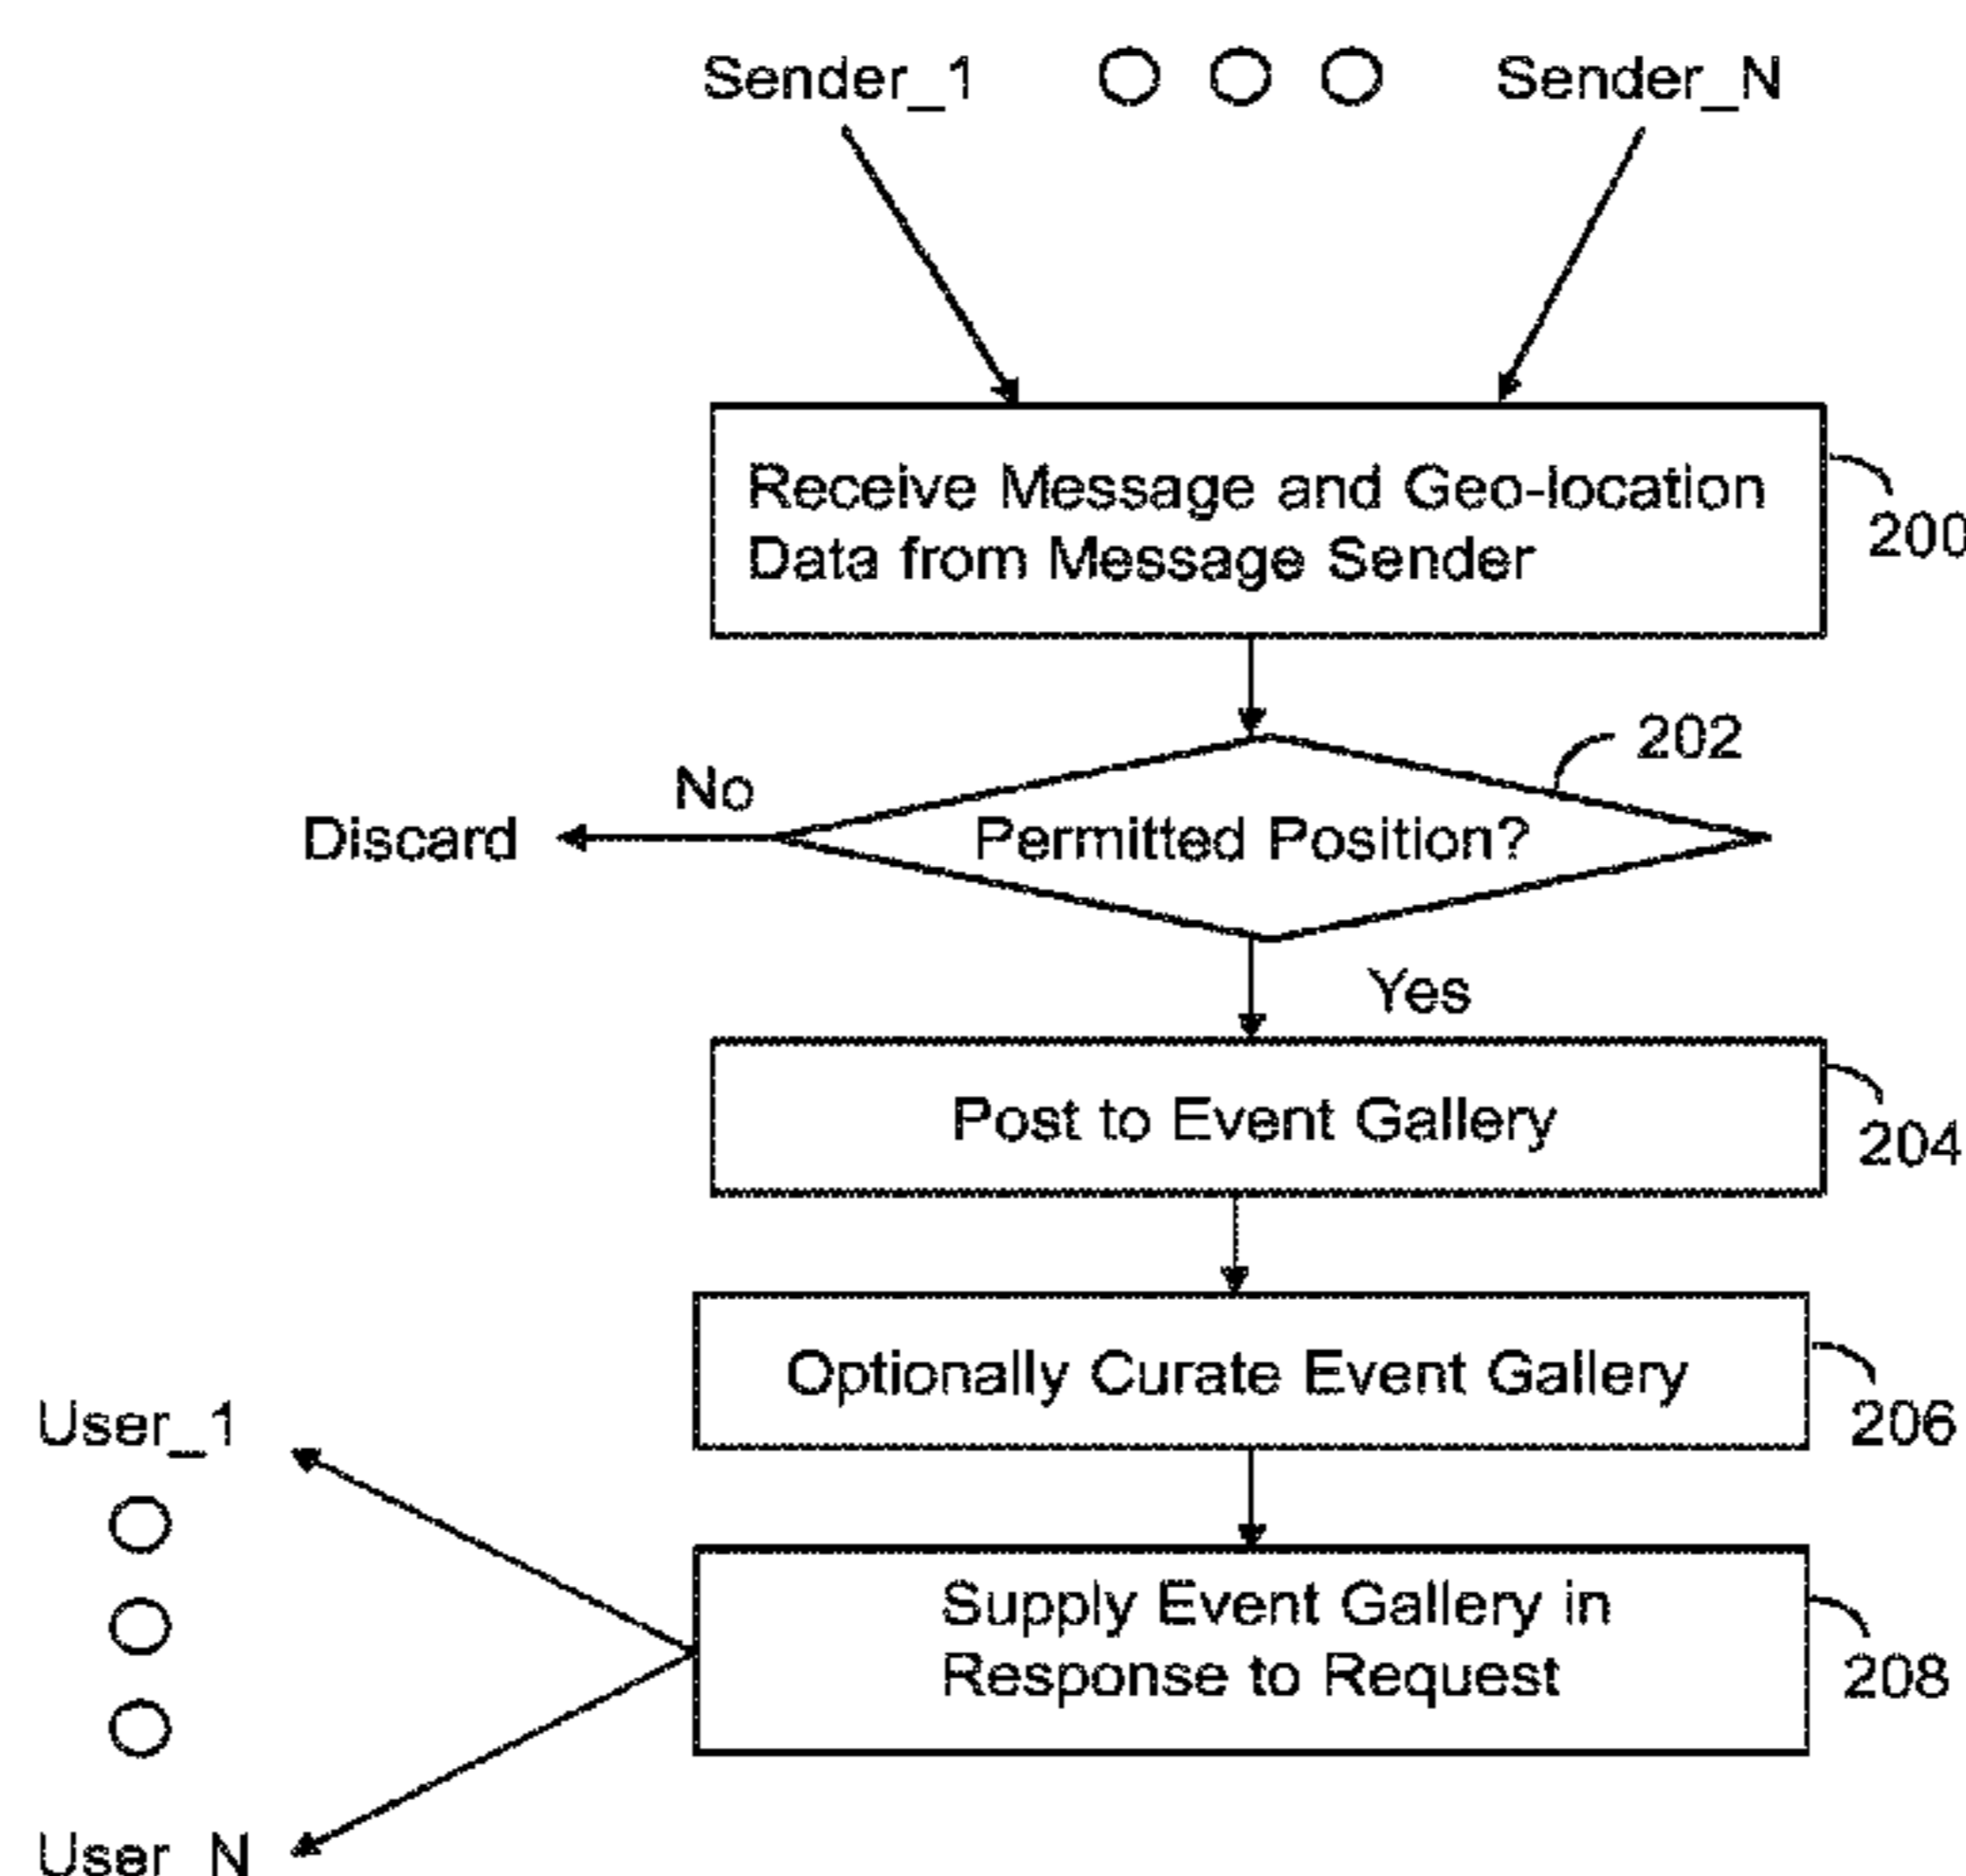 Sender_1 Sender_N
Receive Message and Geo-location
Data from Message Sender
200
202
No
Discard
Permitted Position?
Yes
Post to Event Gallery
204
Optionally Curate Event Gallery
206
User_1
Supply Event Gallery in
Response to Request
208
User_N